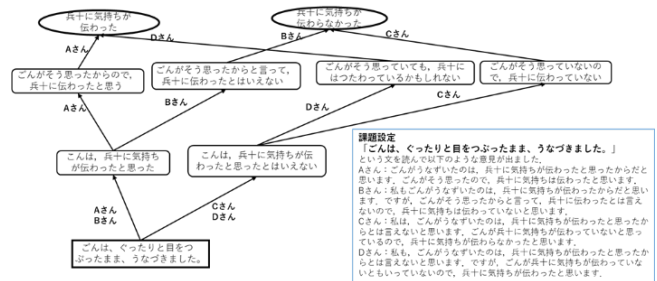 兵十に気持ちが
伝わった
兵十に気持ちが
伝わらなかった
Aさん
Dさん
Bさん
Cさん
ごんがそう思ったからので，
兵十に伝わったと思う
ごんがそう思ったからと言って，
兵十に伝わったとはいえない
ごんがそう思っていても，兵十に
はつたわっているかもしれない
ごんがそう思っていないの
で，兵十に伝わっていない
Aさん
Bさん
Dさん
Cさん
こんは，兵十に気持ち
が伝わったと思った
こんは，兵十に気持ちが伝
わったと思ったとはいえない
Aさん
Bさん
Cさん
Dさん
ごんは、ぐったりと目をつ
ぶったまま、うなづきました。
課題設定
「ごんは、ぐったりと目をつぶったまま、うなづきました。」
という文を読んで以下のような意見が出ました．
Aさん：ごんがうなずいたのは，兵十に気持ちが伝わったと思ったからだと
思います．ごんがそう思ったので，兵十に気持ちは伝わったと思います．
Bさん：私もごんがうなずいたのは，兵十に気持ちが伝わったからだと思い
ます．ですが，ごんがそう思うったからと言って，兵十に伝わったとは言え
ないので，兵十に気持ちは伝わっていないと思います．
Cさん：私は，ごんがうなずいたのは，兵十に気持ちが伝わったと思ったか
らとは言えないと思います．ごんが兵十に気持ちが伝わっていないと思っ
ているので，兵十に気持ちが伝わらなかったと思います．
Dさん：私も，ごんがうなずいたのは，兵十に気持ちが伝わったと思ったか
らとは言えないと思います．ですが，ごんが兵十に気持ちが伝わっていな
いともいっていないので，兵十に気持ちが伝わったと思います．